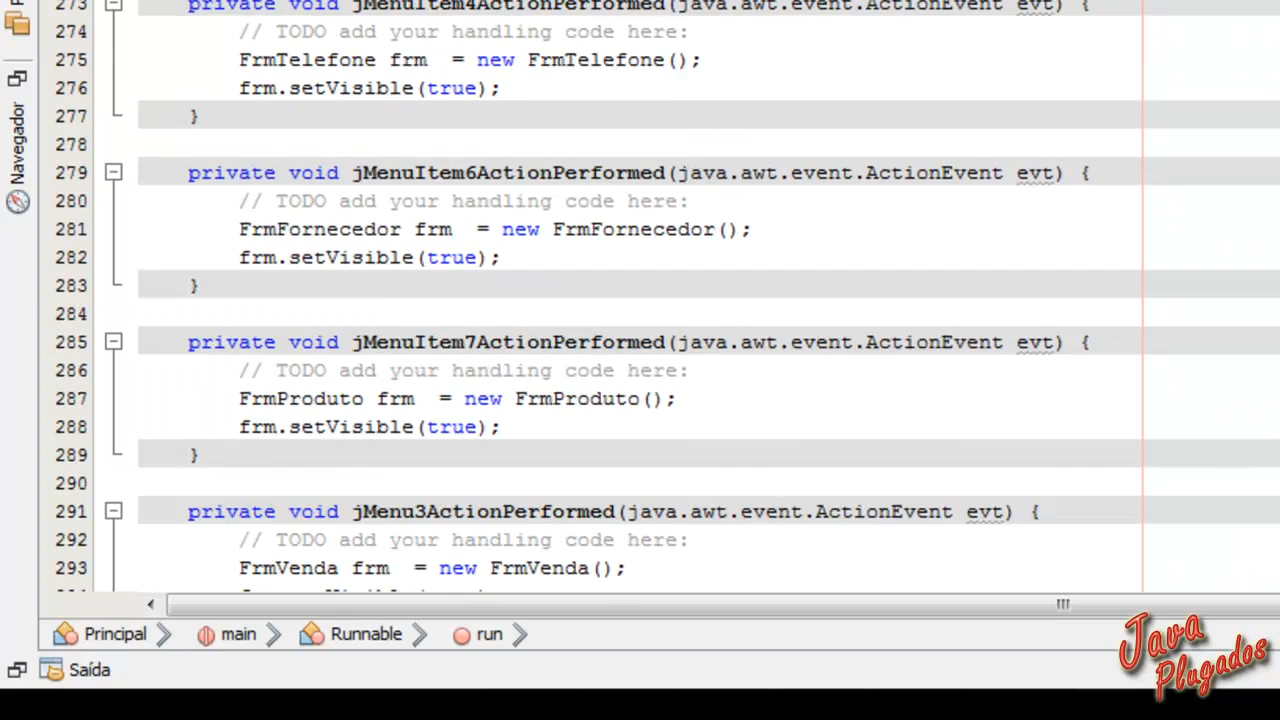 Navegador
273 private void jMenuItem4ActionPerformed(java.awt.event.ActionEvent evt) {
274 // TODO add your handling code here:
275 FrmTelefone frm  = new FrmTelefone();
276 frm.setVisible(true);
277 }
278
279 private void jMenuItem6ActionPerformed(java.awt.event.ActionEvent evt) {
280 // TODO add your handling code here:
281 FrmFornecedor frm  = new FrmFornecedor();
282 frm.setVisible(true);
283 }
284
285 private void jMenuItem7ActionPerformed(java.awt.event.ActionEvent evt) {
286 // TODO add your handling code here:
287 FrmProduto frm  = new FrmProduto();
288 frm.setVisible(true);
289 }
290
291 private void jMenu3ActionPerformed(java.awt.event.ActionEvent evt) {
292 // TODO add your handling code here:
293 FrmVenda frm  = new FrmVenda();
Principal main Runnable run
Saída
Java
Plugados